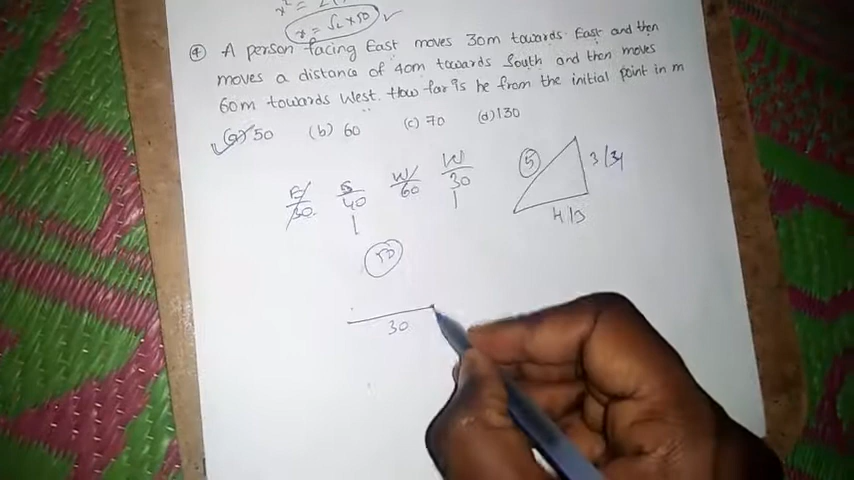 x = √2 × 50
④ A person facing East moves 30m towards East and then
moves a distance of 40m towards South and then moves
60m towards West. How far is he from the initial point in m
(a) 50 (b) 60 (c) 70 (d) 130
E/30 S/40 W/60 W/30
5 3|3
4|3
50
30